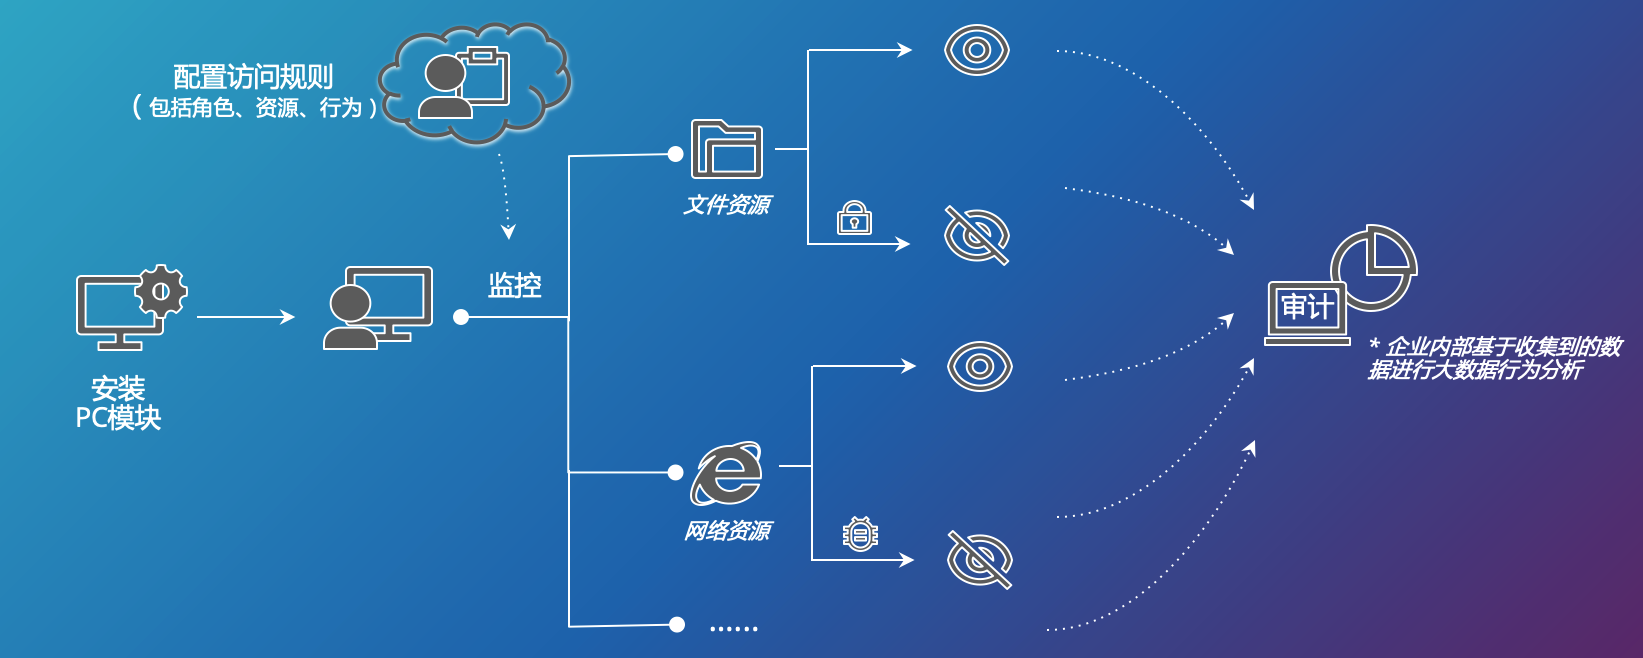 配置访问规则
(包括角色、资源、行为)
文件资源
监控
审计
* 企业内部基于收集到的数
据进行大数据行为分析
安装
PC模块
网络资源
......